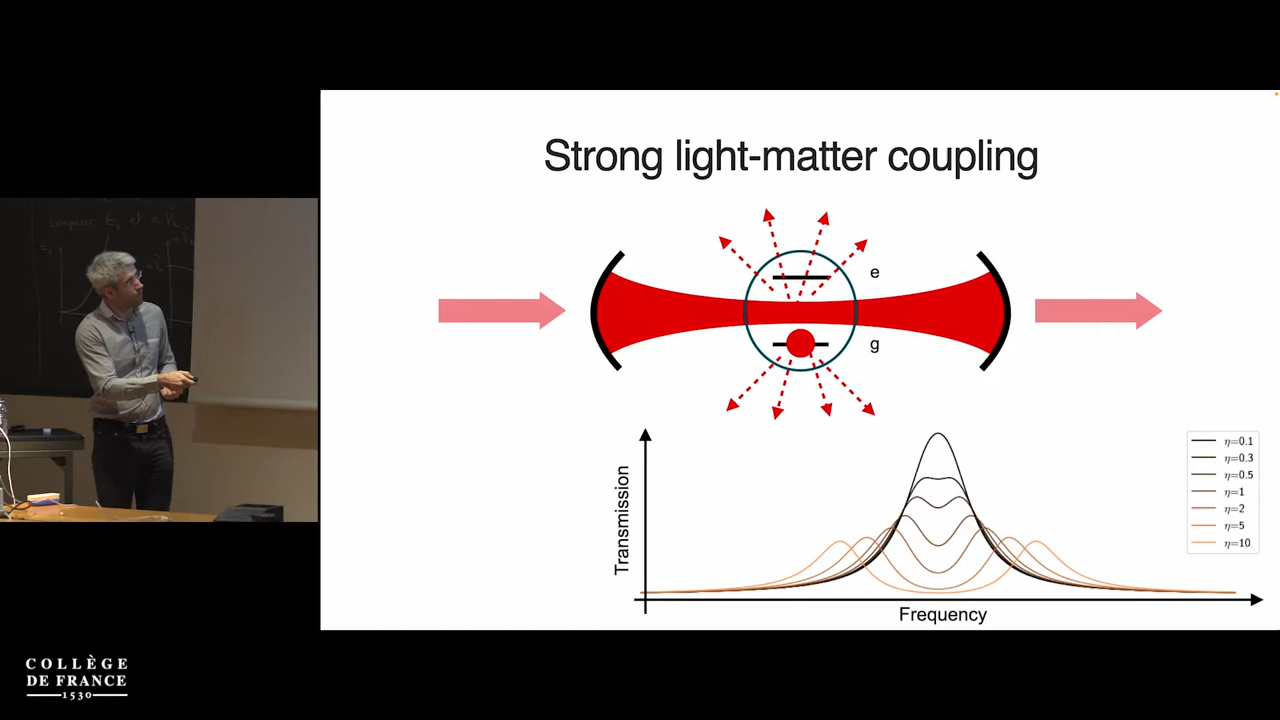 Strong light-matter coupling
e
g
Transmission
Frequency
η=0.1
η=0.3
η=0.5
η=1
η=2
η=5
η=10
COLLÈGE
DE FRANCE
1530